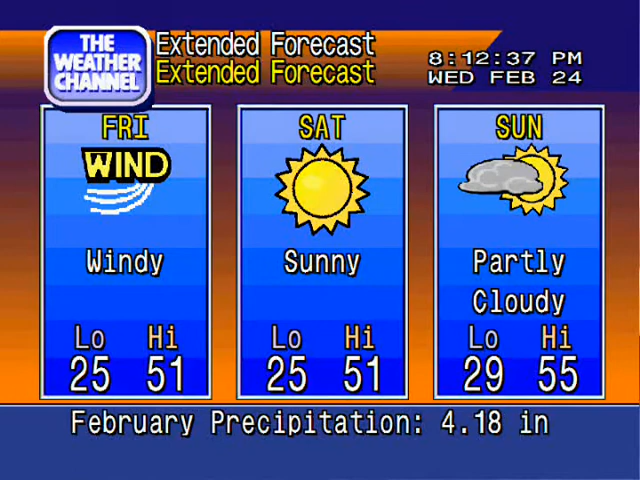 THE
WEATHER
CHANNEL
Extended Forecast
Extended Forecast
8:12:37 PM
WED FEB 24
FRI
WIND
Windy
Lo Hi
25 51
SAT
Sunny
Lo Hi
25 51
SUN
Partly
Cloudy
Lo Hi
29 55
February Precipitation: 4.18 in